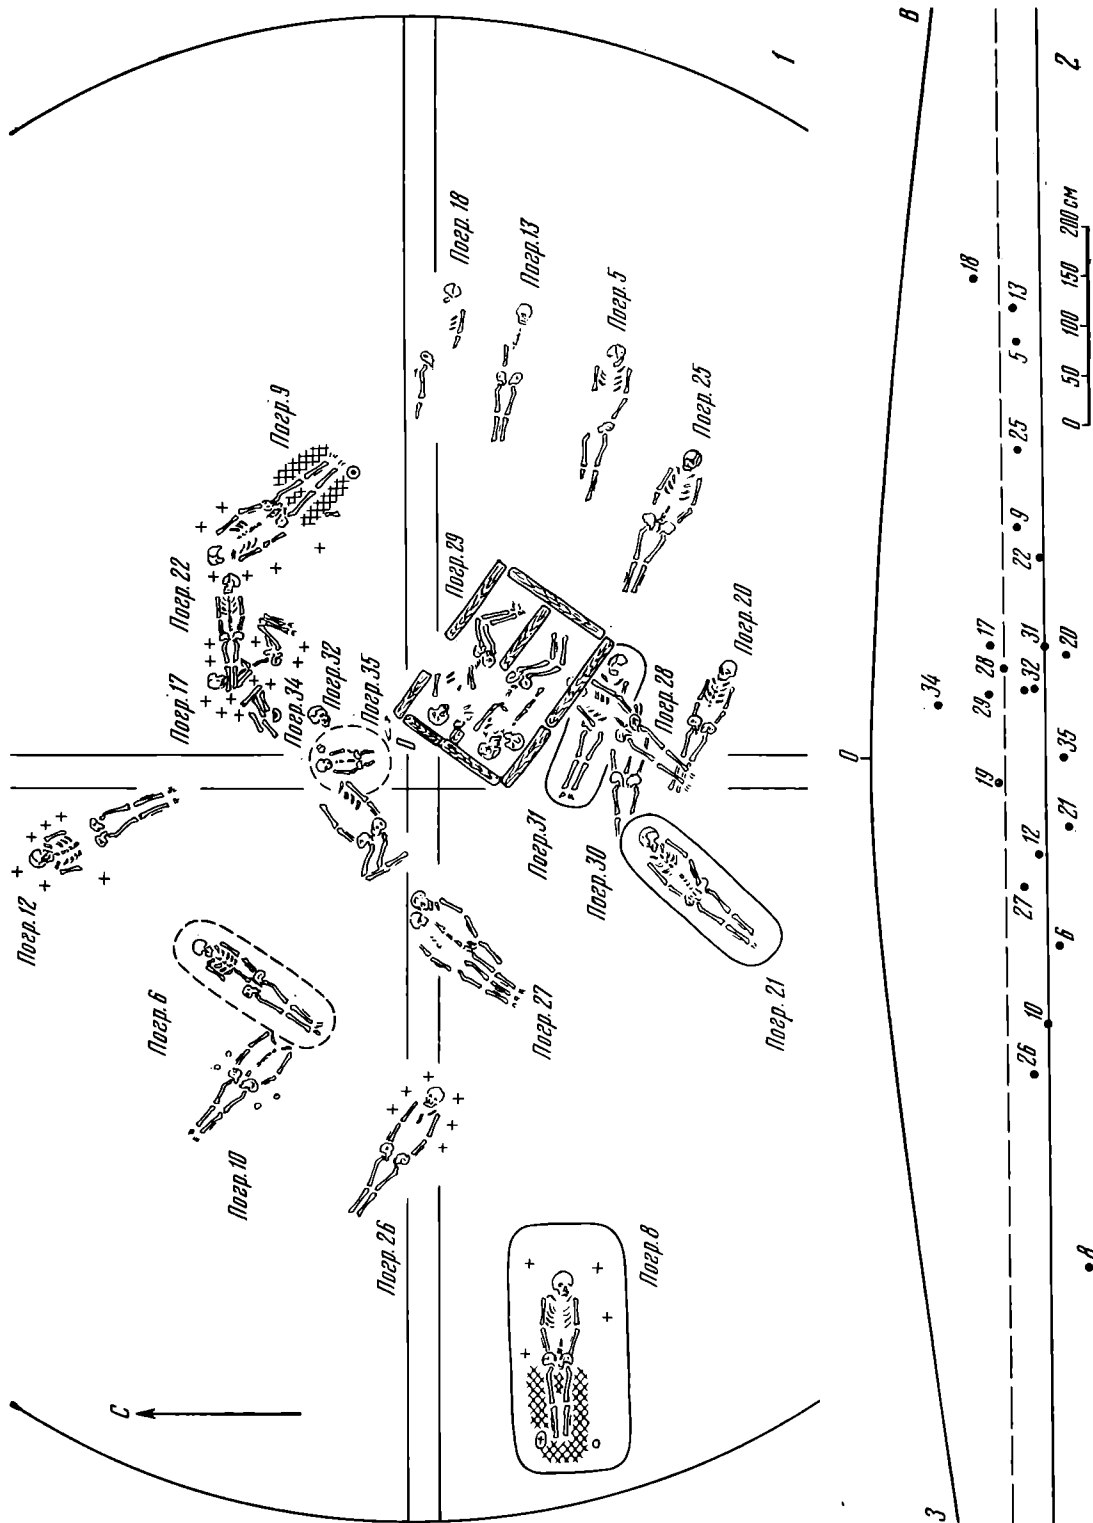 1
Погр. 18
Погр. 13
Погр. 5
Погр. 9
Погр. 25
Погр. 22
Погр. 29
Погр. 20
Погр. 17
Погр. 34
Погр. 32
Погр. 35
Погр. 28
Погр. 31
Погр. 12
Погр. 30
Погр. 6
Погр. 27
Погр. 21
Погр. 10
Погр. 26
Погр. 8
С
В
2
18
13
5
25
9
22
17
31
20
28
32
29
34
0
35
19
21
12
27
6
10
26
8
З
0 50 100 150 200 см